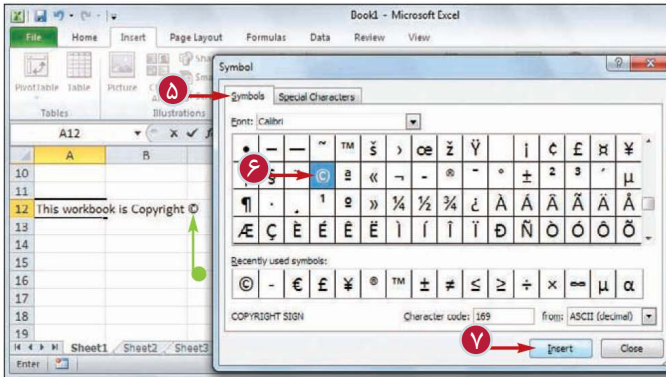 Book1 - Microsoft Excel
File Home Insert Page Layout Formulas Data Review View
PivotTable Table Picture
Tables Illustrations
Symbol
۵
Symbols Special Characters
Font: Calibri
A12
A B
10
11
12 This workbook is Copyright ©
13
14
15
16
17
18
19
• – — ~ ™ š › œ ž Ÿ ¡ ¢ £ ¤ ¥
۶
§ © ª « ¬ - ® ¯ ° ± ² ³ ´ µ
¶ · ¸ ¹ º » ¼ ½ ¾ ¿ À Á Â Ã Ä Å
Æ Ç È É Ê Ë Ì Í Î Ï Ð Ñ Ò Ó Ô Õ
Recently used symbols:
© - € £ ¥ ® ™ ± ≠ ≤ ≥ ÷ × ∞ µ α
COPYRIGHT SIGN Character code: 169 from: ASCII (decimal)
۷
Insert Close
Sheet1 Sheet2 Sheet3
Enter